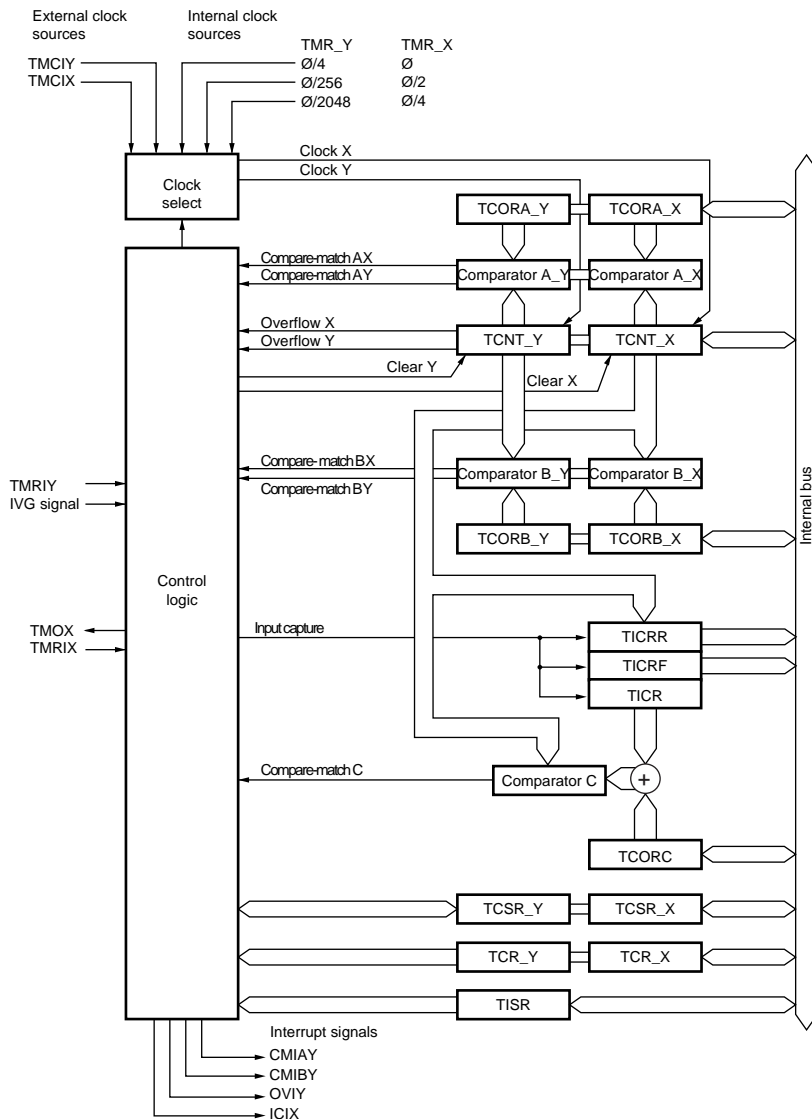 External clock
sources
Internal clock
sources
TMR_Y
TMR_X
TMCIY
Ø/4
Ø
TMCIX
Ø/256
Ø/2
Ø/2048
Ø/4
Clock X
Clock Y
Clock
select
TCORA_Y
TCORA_X
Compare-match AX
Compare-match AY
Comparator A_Y
Comparator A_X
Overflow X
Overflow Y
TCNT_Y
TCNT_X
Clear Y
Clear X
Compare- match BX
Compare-match BY
Comparator B_Y
Comparator B_X
TMRIY
IVG signal
Internal bus
TCORB_Y
TCORB_X
Control
logic
TMOX
TMRIX
Input capture
TICRR
TICRF
TICR
Compare-match C
Comparator C
+
TCORC
TCSR_Y
TCSR_X
TCR_Y
TCR_X
TISR
Interrupt signals
CMIAY
CMIBY
OVIY
ICIX